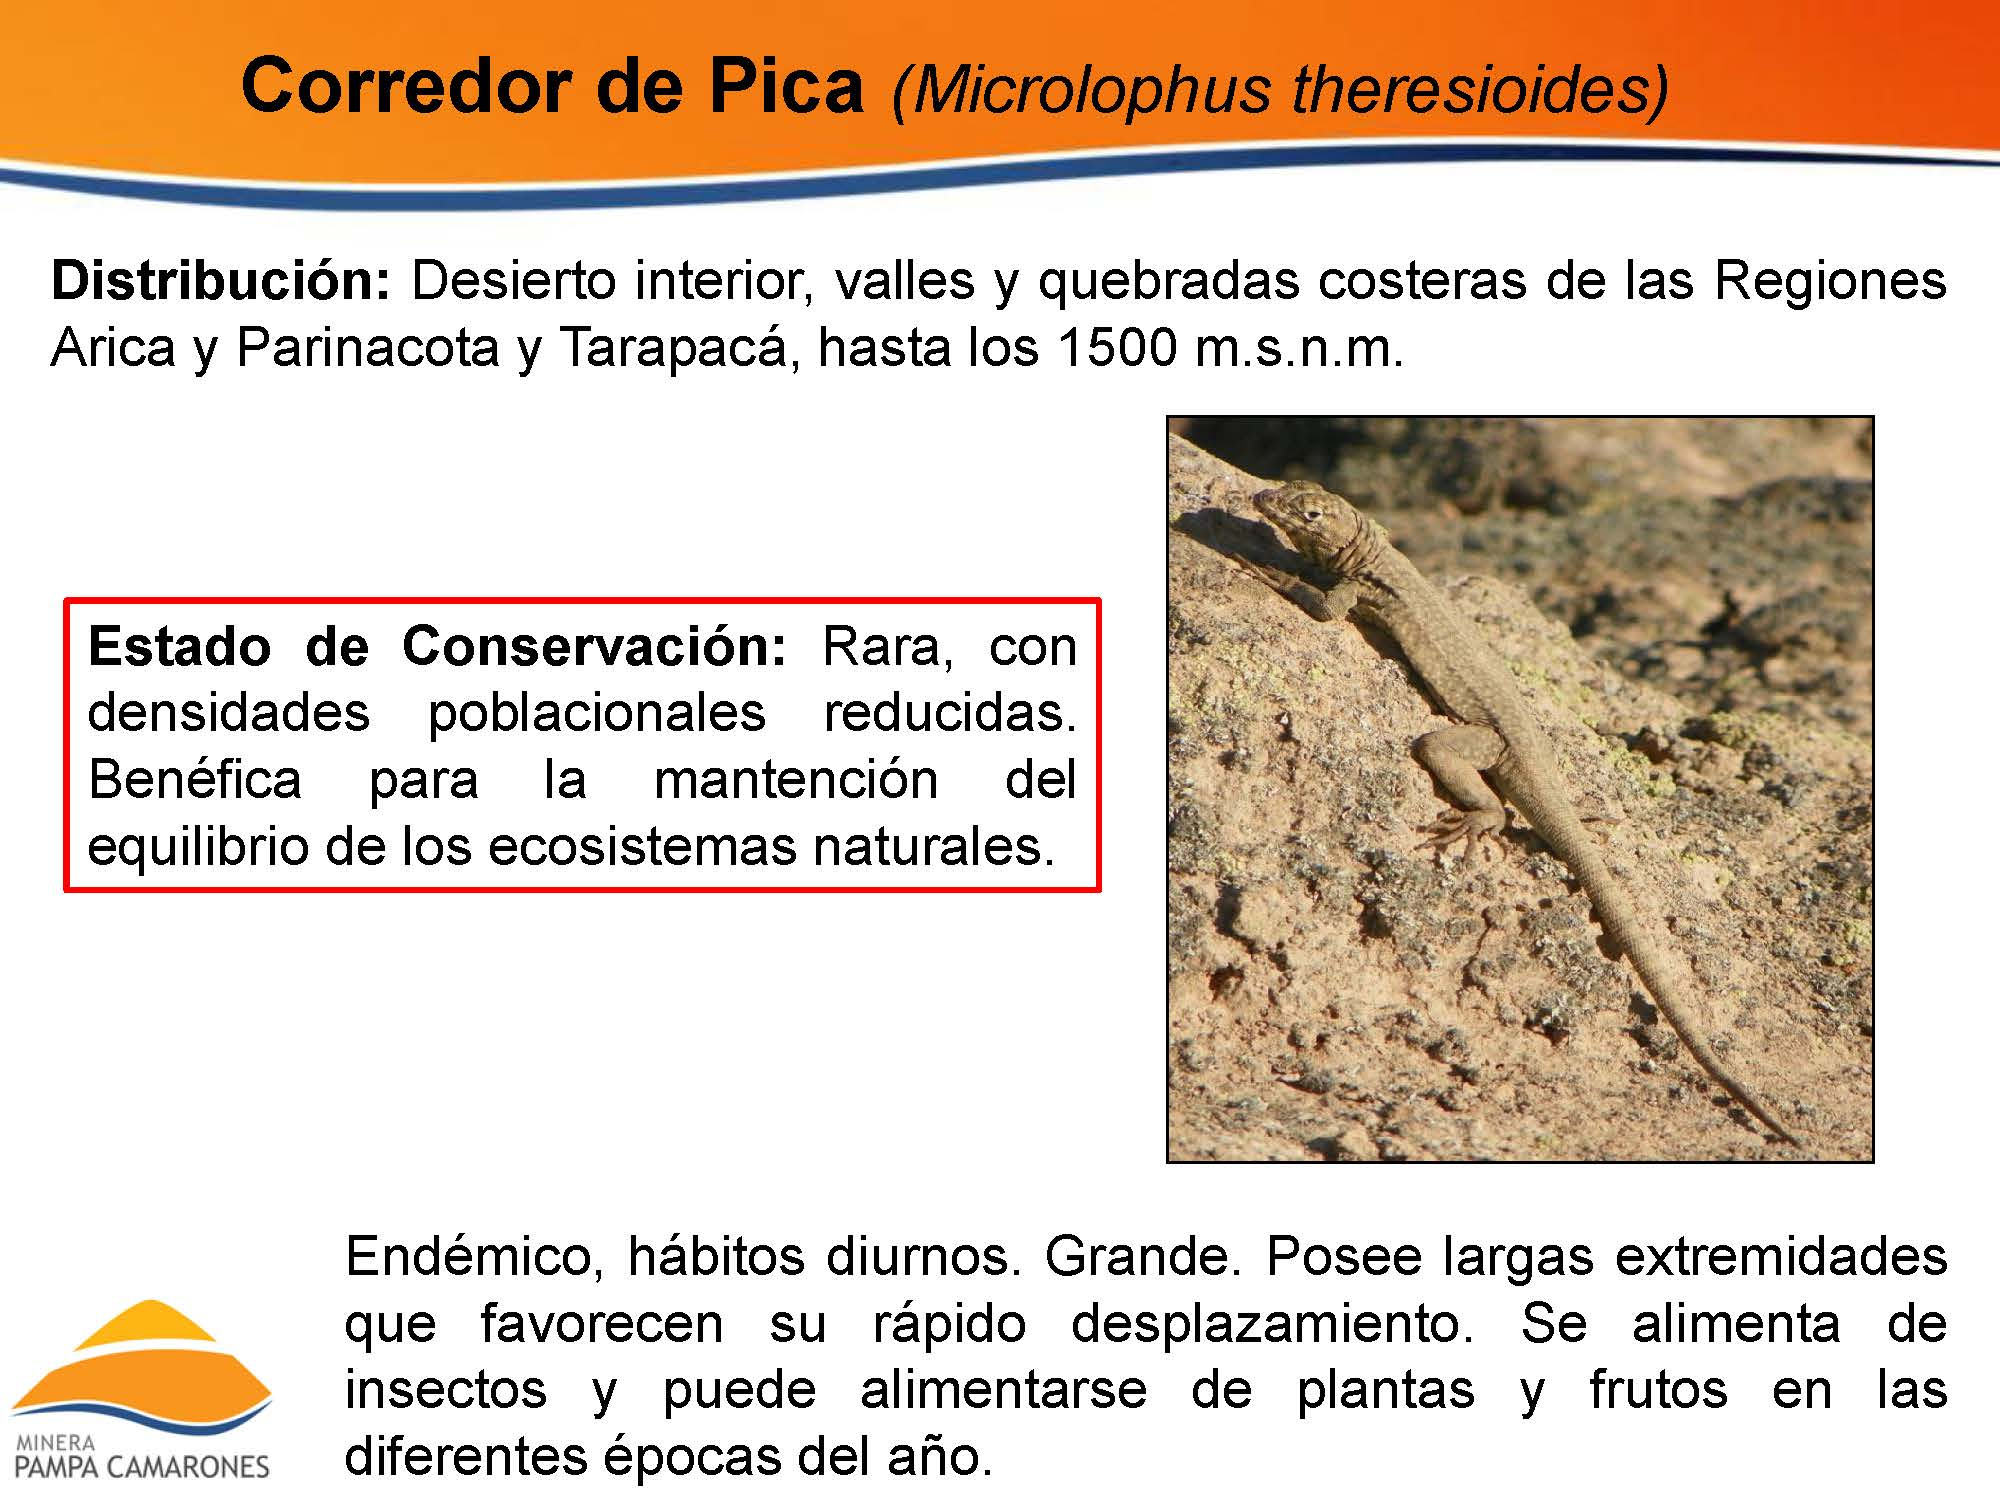 Corredor de Pica (Microlophus theresioides)
Distribución: Desierto interior, valles y quebradas costeras de las Regiones
Arica y Parinacota y Tarapacá, hasta los 1500 m.s.n.m.
Estado de Conservación: Rara, con
densidades poblacionales reducidas.
Benéfica para la mantención del
equilibrio de los ecosistemas naturales.
Endémico, hábitos diurnos. Grande. Posee largas extremidades
que favorecen su rápido desplazamiento. Se alimenta de
insectos y puede alimentarse de plantas y frutos en las
diferentes épocas del año.
MINERA
PAMPA CAMARONES